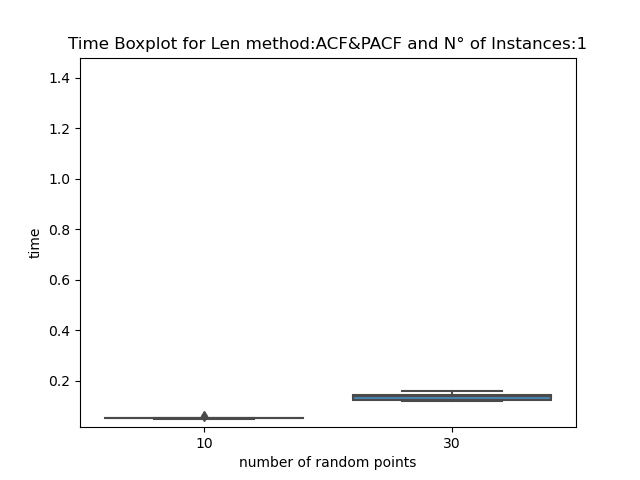 Time Boxplot for Len method:ACF&PACF and N° of Instances:1
1.4
1.2
1.0
0.8
0.6
0.4
0.2
time
10 30
number of random points